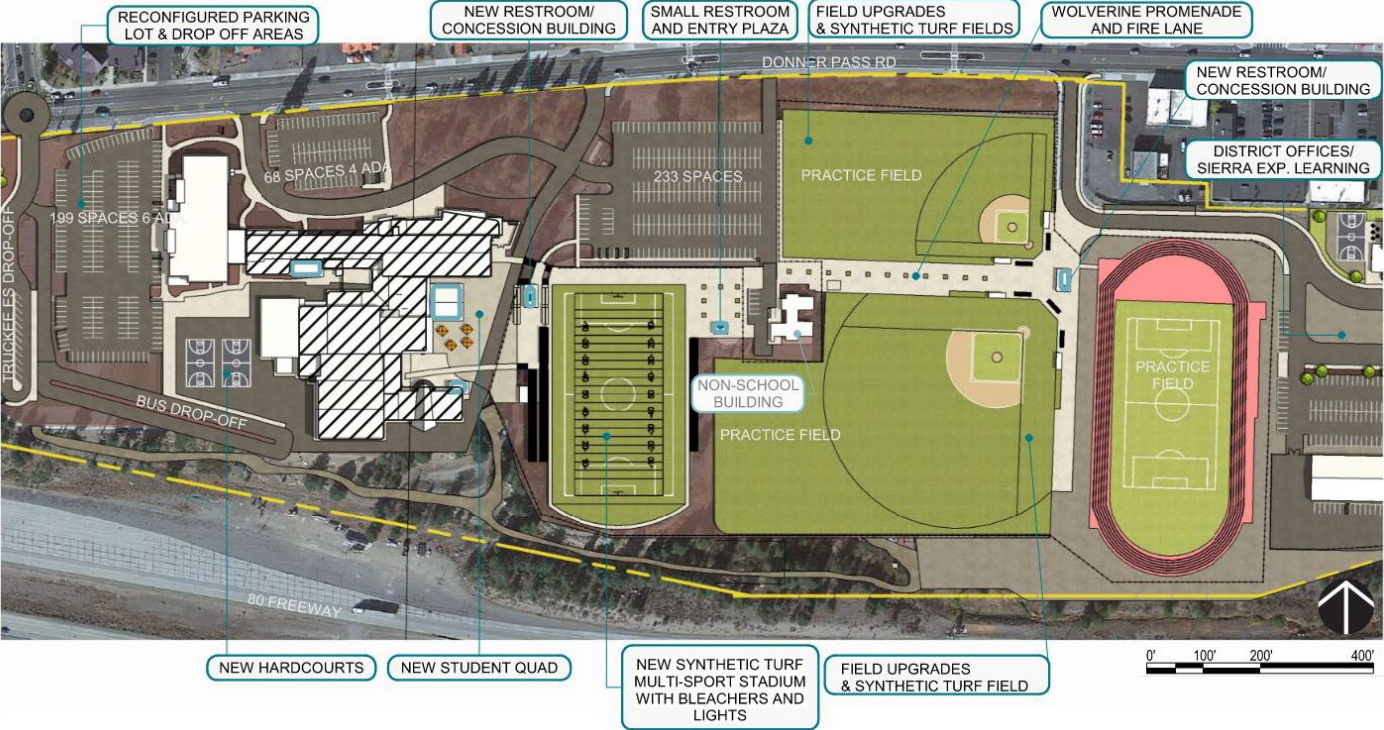 RECONFIGURED PARKING
LOT & DROP OFF AREAS
NEW RESTROOM/
CONCESSION BUILDING
SMALL RESTROOM
AND ENTRY PLAZA
FIELD UPGRADES
& SYNTHETIC TURF FIELDS
WOLVERINE PROMENADE
AND FIRE LANE
NEW RESTROOM/
CONCESSION BUILDING
DISTRICT OFFICES/
SIERRA EXP. LEARNING
DONNER PASS RD
68 SPACES 4 ADA
233 SPACES
PRACTICE FIELD
199 SPACES 6 ADA
TRUCKEES DROP-OFF
BUS DROP-OFF
NON-SCHOOL
BUILDING
PRACTICE FIELD
PRACTICE
FIELD
80 FREEWAY
NEW HARDCOURTS
NEW STUDENT QUAD
NEW SYNTHETIC TURF
MULTI-SPORT STADIUM
WITH BLEACHERS AND
LIGHTS
FIELD UPGRADES
& SYNTHETIC TURF FIELD
0' 100' 200' 400'